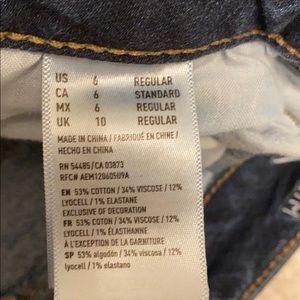 US 6 REGULAR
CA 6 STANDARD
MX 6 REGULAR
UK 10 REGULAR
MADE IN CHINA / FABRIQUÉ EN CHINE /
HECHO EN CHINA
RN 54485 / CA 03873
RFC# AEM1206051J9A
EN 53% COTTON / 34% VISCOSE / 12%
LYOCELL / 1% ELASTANE
EXCLUSIVE OF DECORATION
FR 53% COTON / 34% VISCOSE / 12%
LYOCELL / 1% ÉLASTHANNE
À L'EXCEPTION DE LA GARNITURE
SP 53% algodón / 34% viscosa / 12%
lyocell / 1% elastano